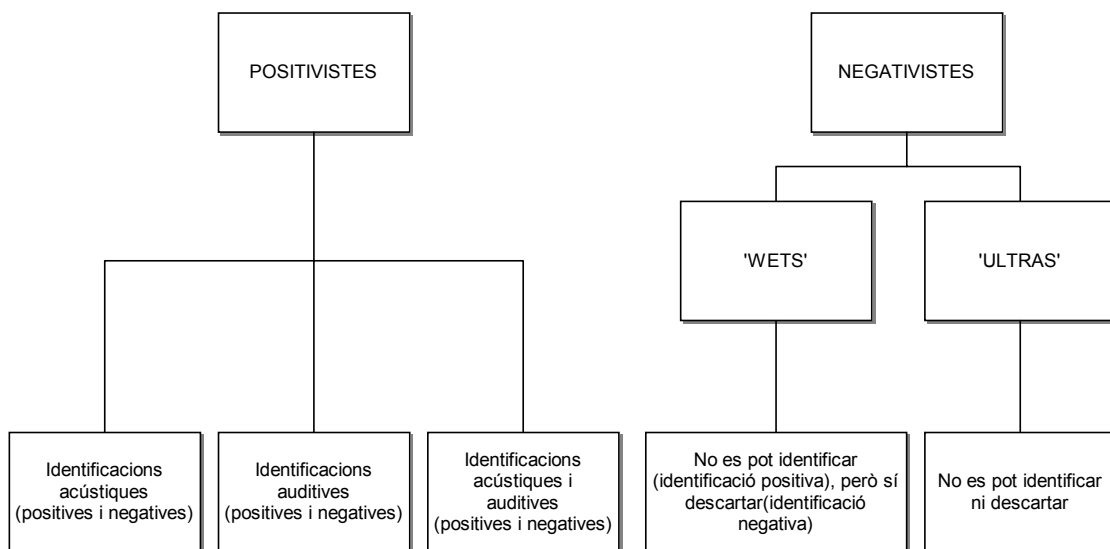 POSITIVISTES
NEGATIVISTES
'WETS'
'ULTRAS'
Identificacions
acústiques
(positives i negatives)
Identificacions
auditives
(positives i negatives)
Identificacions
acústiques i
auditives
(positives i negatives)
No es pot identificar
(identificació positiva), però sí
descartar(identificació
negativa)
No es pot identificar
ni descartar